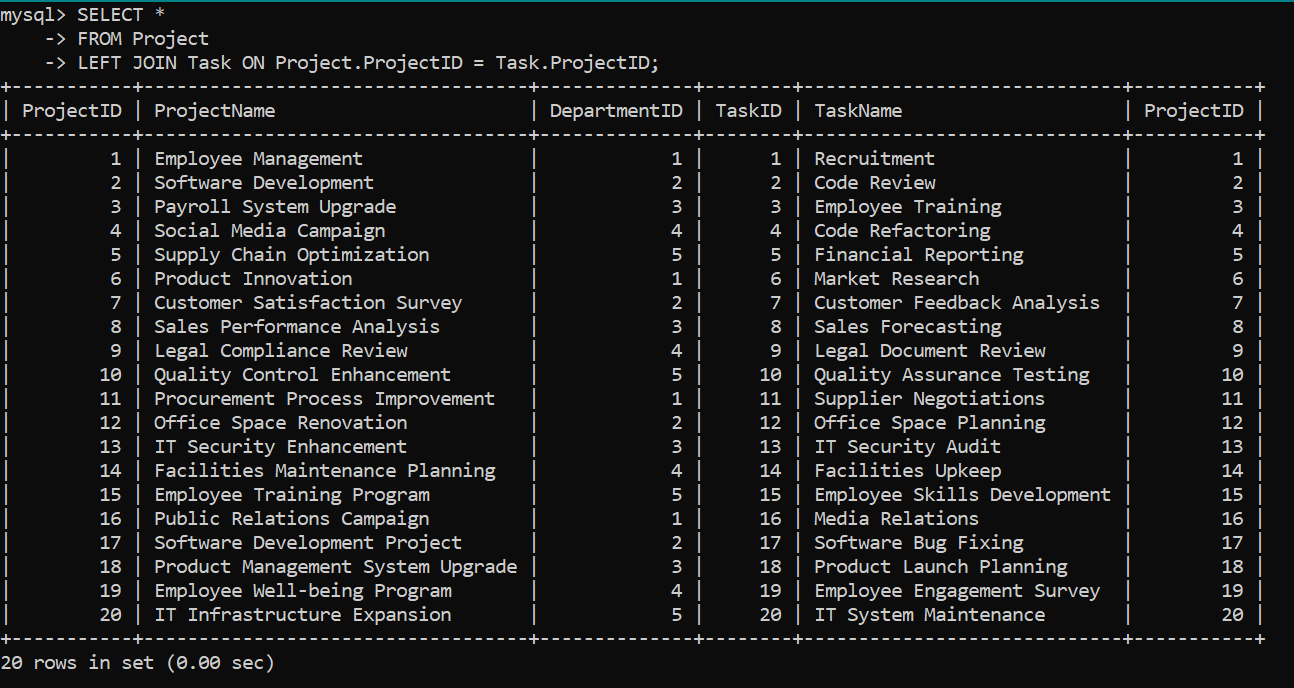 mysql> SELECT *
    -> FROM Project
    -> LEFT JOIN Task ON Project.ProjectID = Task.ProjectID;
+-----------+-----------------------------------+--------------+--------+-----------------------------+-----------+
| ProjectID | ProjectName                       | DepartmentID | TaskID | TaskName                    | ProjectID |
+-----------+-----------------------------------+--------------+--------+-----------------------------+-----------+
|         1 | Employee Management               |            1 |      1 | Recruitment                 |         1 |
|         2 | Software Development              |            2 |      2 | Code Review                 |         2 |
|         3 | Payroll System Upgrade            |            3 |      3 | Employee Training           |         3 |
|         4 | Social Media Campaign             |            4 |      4 | Code Refactoring            |         4 |
|         5 | Supply Chain Optimization         |            5 |      5 | Financial Reporting         |         5 |
|         6 | Product Innovation                |            1 |      6 | Market Research             |         6 |
|         7 | Customer Satisfaction Survey      |            2 |      7 | Customer Feedback Analysis  |         7 |
|         8 | Sales Performance Analysis        |            3 |      8 | Sales Forecasting           |         8 |
|         9 | Legal Compliance Review           |            4 |      9 | Legal Document Review       |         9 |
|        10 | Quality Control Enhancement       |            5 |     10 | Quality Assurance Testing   |        10 |
|        11 | Procurement Process Improvement   |            1 |     11 | Supplier Negotiations       |        11 |
|        12 | Office Space Renovation           |            2 |     12 | Office Space Planning       |        12 |
|        13 | IT Security Enhancement           |            3 |     13 | IT Security Audit           |        13 |
|        14 | Facilities Maintenance Planning   |            4 |     14 | Facilities Upkeep           |        14 |
|        15 | Employee Training Program         |            5 |     15 | Employee Skills Development |        15 |
|        16 | Public Relations Campaign         |            1 |     16 | Media Relations             |        16 |
|        17 | Software Development Project      |            2 |     17 | Software Bug Fixing         |        17 |
|        18 | Product Management System Upgrade |            3 |     18 | Product Launch Planning     |        18 |
|        19 | Employee Well-being Program       |            4 |     19 | Employee Engagement Survey  |        19 |
|        20 | IT Infrastructure Expansion       |            5 |     20 | IT System Maintenance       |        20 |
+-----------+-----------------------------------+--------------+--------+-----------------------------+-----------+
20 rows in set (0.00 sec)